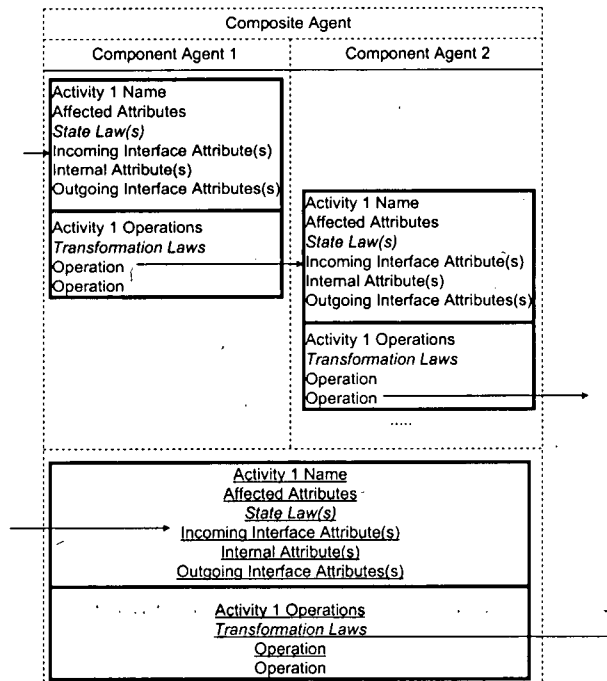 Composite Agent
Component Agent 1
Component Agent 2
Activity 1 Name
Affected Attributes
State Law(s)
Incoming Interface Attribute(s)
Internal Attribute(s)
Outgoing Interface Attributes(s)
Activity 1 Operations
Transformation Laws
Operation
Operation
Activity 1 Name
Affected Attributes
State Law(s)
Incoming Interface Attribute(s)
Internal Attribute(s)
Outgoing Interface Attributes(s)
Activity 1 Operations
Transformation Laws
Operation
Operation
.....
Activity 1 Name
Affected Attributes
State Law(s)
Incoming Interface Attribute(s)
Internal Attribute(s)
Outgoing Interface Attributes(s)
Activity 1 Operations
Transformation Laws
Operation
Operation